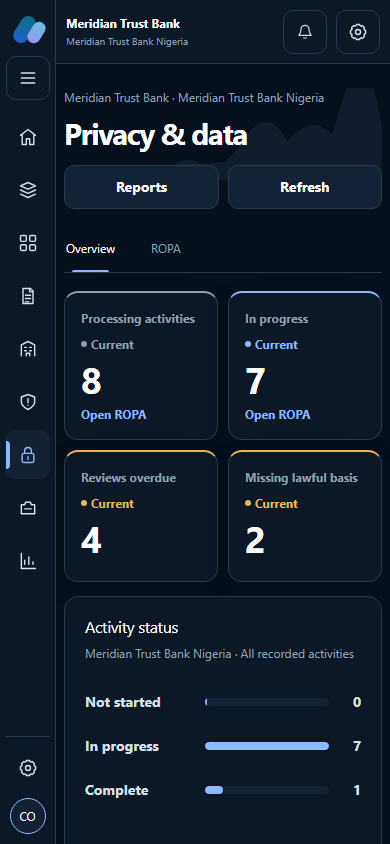 Meridian Trust Bank
Meridian Trust Bank Nigeria
Meridian Trust Bank · Meridian Trust Bank Nigeria
Privacy & data
Reports
Refresh
Overview
ROPA
Processing activities
Current
8
Open ROPA
In progress
Current
7
Open ROPA
Reviews overdue
Current
4
Missing lawful basis
Current
2
Activity status
Meridian Trust Bank Nigeria · All recorded activities
Not started 0
In progress 7
Complete 1
CO